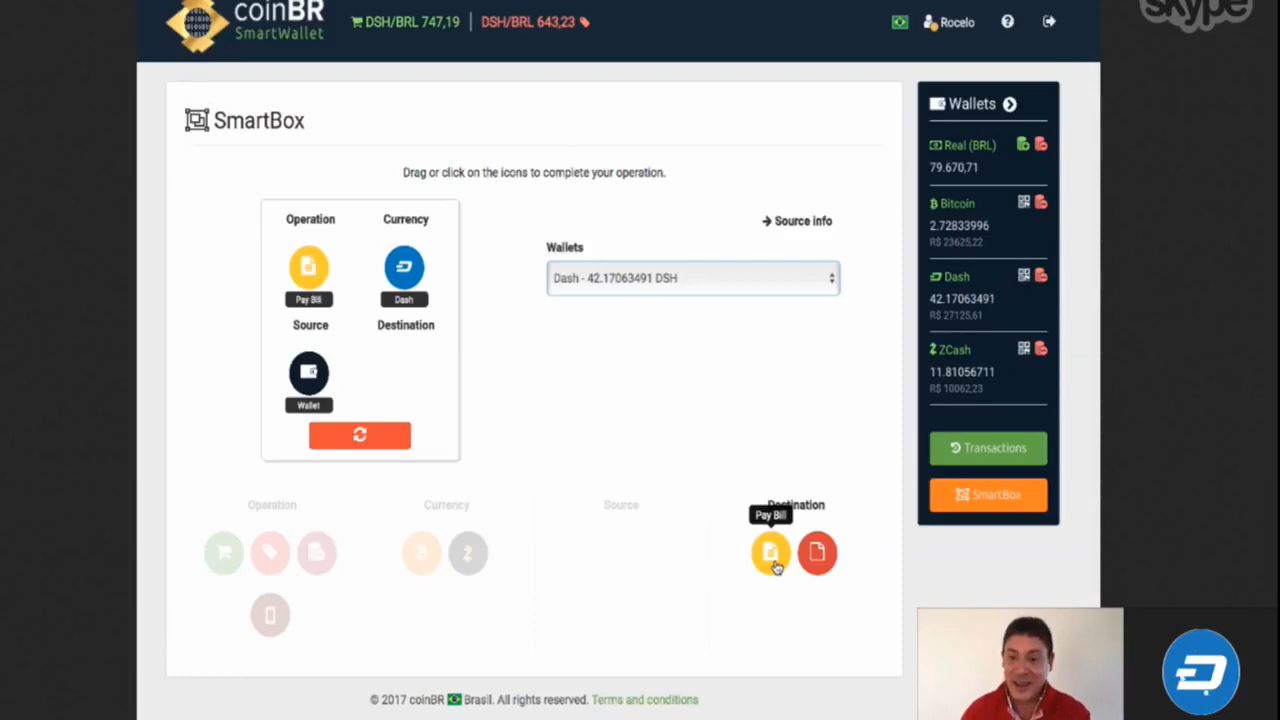 skype
coinBR
SmartWallet
DSH/BRL 747,19
DSH/BRL 643,23
Rocelo
SmartBox
Drag or click on the icons to complete your operation.
Operation
Currency
Pay Bill
Dash
Source
Destination
Wallet
Source info
Wallets
Dash - 42.17063491 DSH
Operation
Currency
Source
Destination
Pay Bill
Wallets
Real (BRL)
79.670,71
Bitcoin
2.72833996
R$ 23625,22
Dash
42.17063491
R$ 27125,61
ZCash
11.81056711
R$ 10062,23
Transactions
SmartBox
© 2017 coinBR Brasil. All rights reserved. Terms and conditions